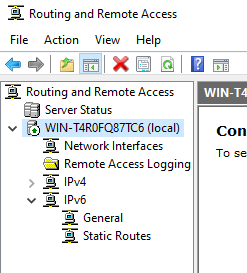 Routing and Remote Access
File Action View Help
Routing and Remote Access
Server Status
WIN-T4R0FQ87TC6 (local)
Network Interfaces
Remote Access Logging
IPv4
IPv6
General
Static Routes
WIN-T4
Con
To se